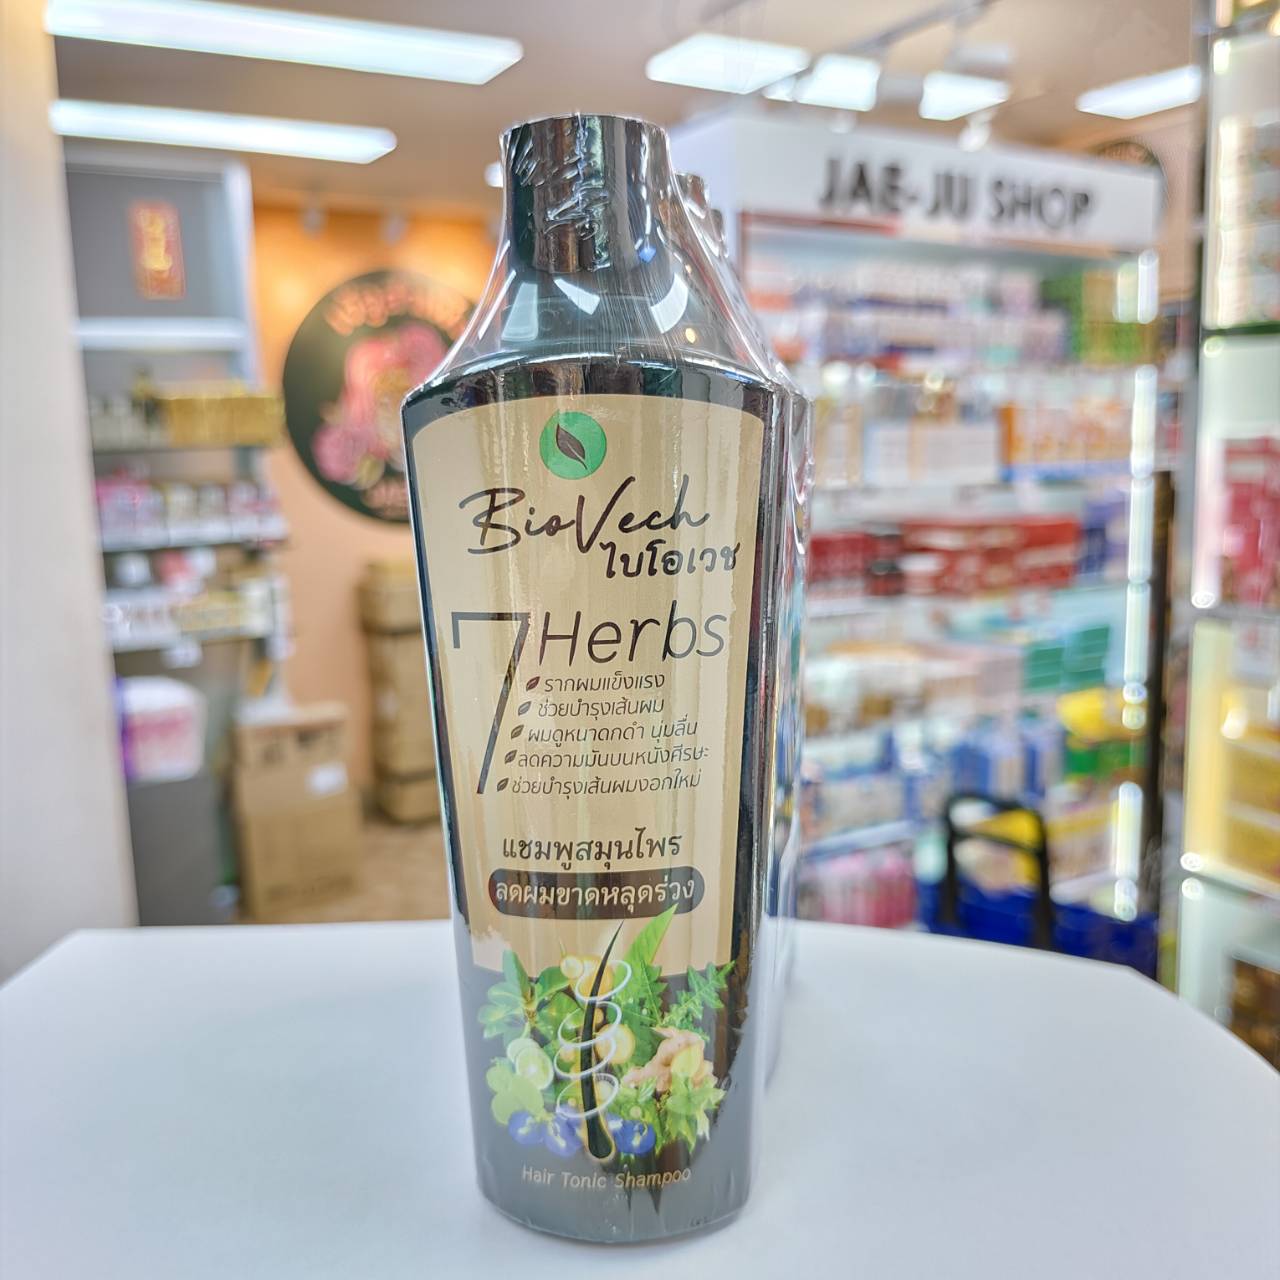 JAE-JU SHOP
BioVech
ไบโอเวช
7 Herbs
รากผมแข็งแรง
ช่วยบำรุงเส้นผม
ผมดูหนาดกดำ นุ่มลื่น
ลดความมันบนหนังศีรษะ
ช่วยบำรุงเส้นผมงอกใหม่
แชมพูสมุนไพร
ลดผมขาดหลุดร่วง
Hair Tonic Shampoo